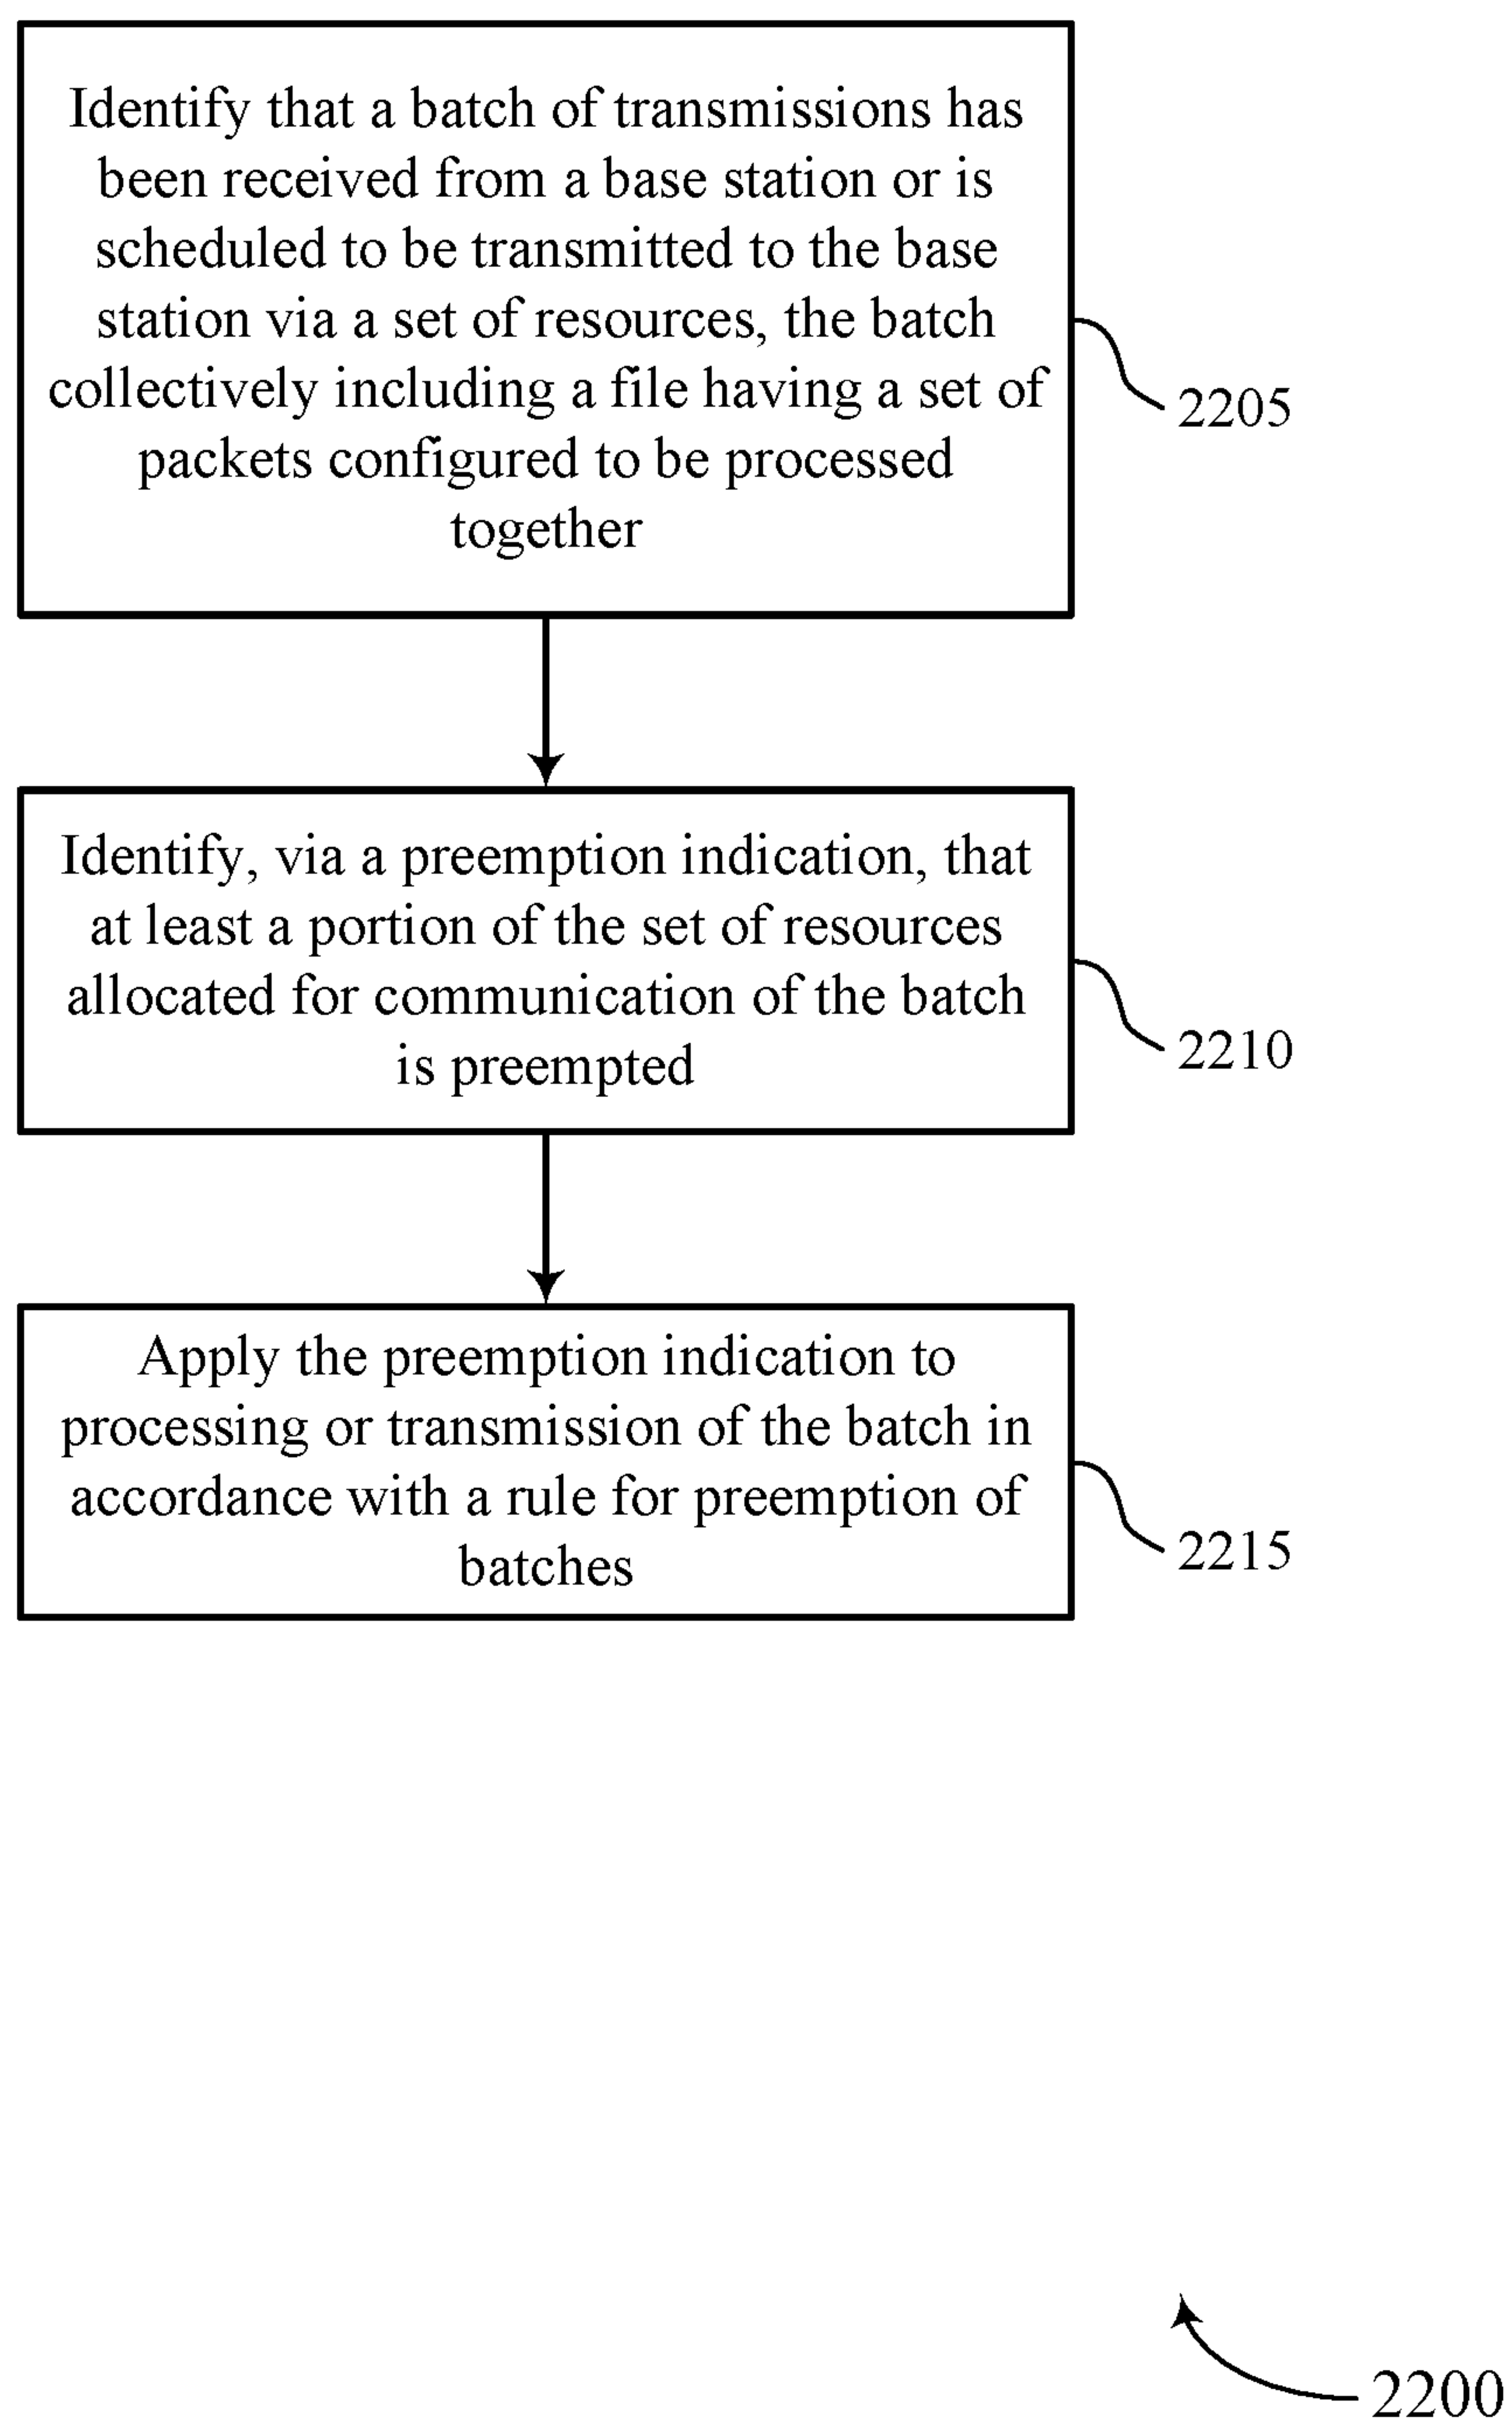 Identify that a batch of transmissions has
been received from a base station or is
scheduled to be transmitted to the base
station via a set of resources, the batch
collectively including a file having a set of
packets configured to be processed
together
2205
Identify, via a preemption indication, that
at least a portion of the set of resources
allocated for communication of the batch
is preempted
2210
Apply the preemption indication to
processing or transmission of the batch in
accordance with a rule for preemption of
batches
2215
2200